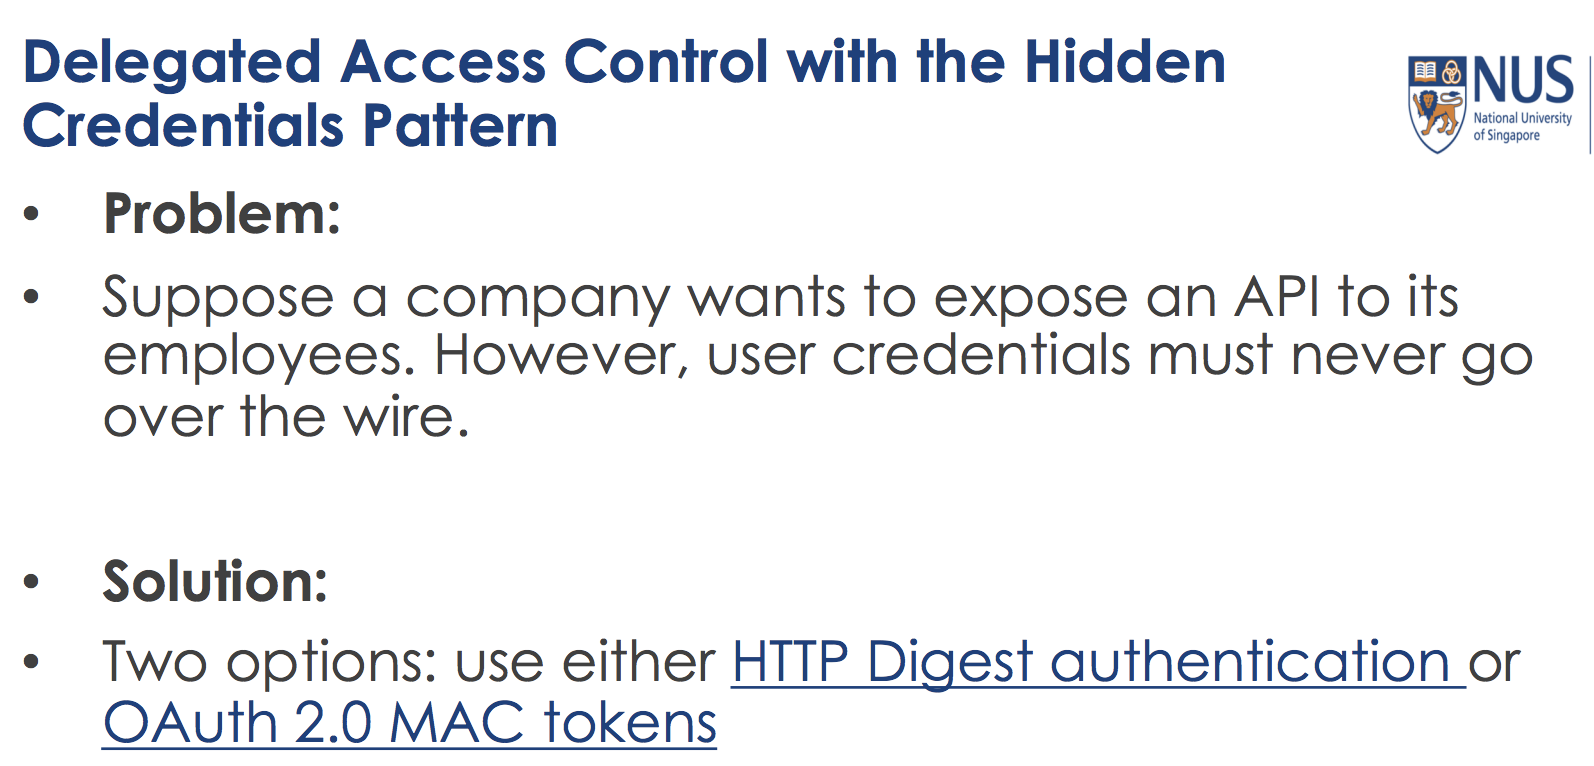 Delegated Access Control with the Hidden
Credentials Pattern
NUS
National University
of Singapore
• Problem:
• Suppose a company wants to expose an API to its
employees. However, user credentials must never go
over the wire.
• Solution:
• Two options: use either HTTP Digest authentication or
OAuth 2.0 MAC tokens